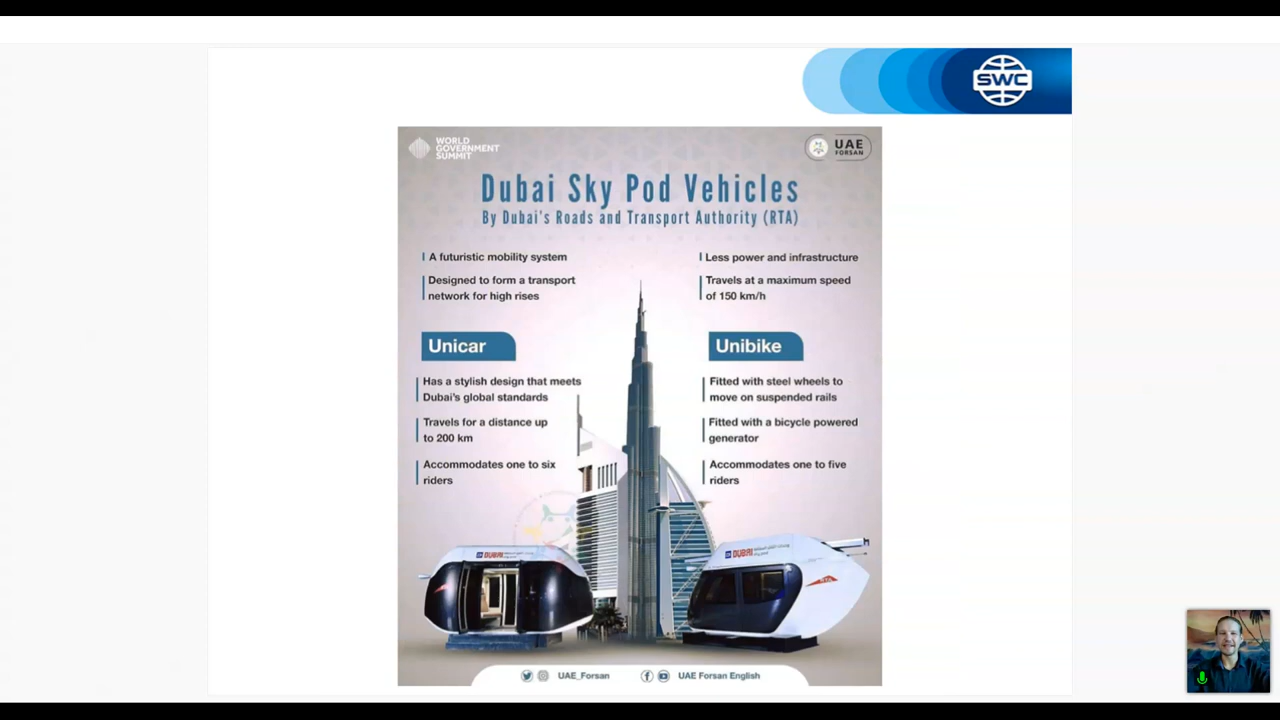 SWC
WORLD
GOVERNMENT
SUMMIT
UAE
FORSAN
Dubai Sky Pod Vehicles
By Dubai's Roads and Transport Authority (RTA)
A futuristic mobility system
Designed to form a transport
network for high rises
Less power and infrastructure
Travels at a maximum speed
of 150 km/h
Unicar
Has a stylish design that meets
Dubai's global standards
Travels for a distance up
to 200 km
Accommodates one to six
riders
Unibike
Fitted with steel wheels to
move on suspended rails
Fitted with a bicycle powered
generator
Accommodates one to five
riders
DUBAI
DUBAI
RTA
UAE_Forsan
UAE Forsan English